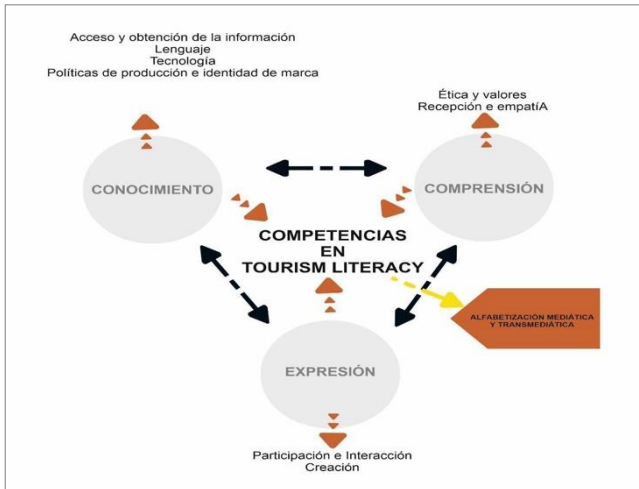 Acceso y obtención de la información
Lenguaje
Tecnología
Políticas de producción e identidad de marca
Ética y valores
Recepción e empatíA
CONOCIMIENTO
COMPRENSIÓN
COMPETENCIAS
EN
TOURISM LITERACY
ALFABETIZACIÓN MEDIÁTICA
Y TRANSMEDIÁTICA
EXPRESIÓN
Participación e Interacción
Creación